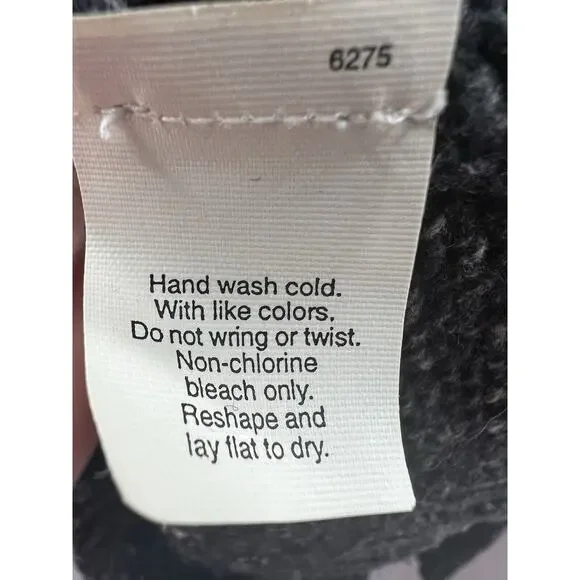 6275
Hand wash cold.
With like colors.
Do not wring or twist.
Non-chlorine
bleach only.
Reshape and
lay flat to dry.